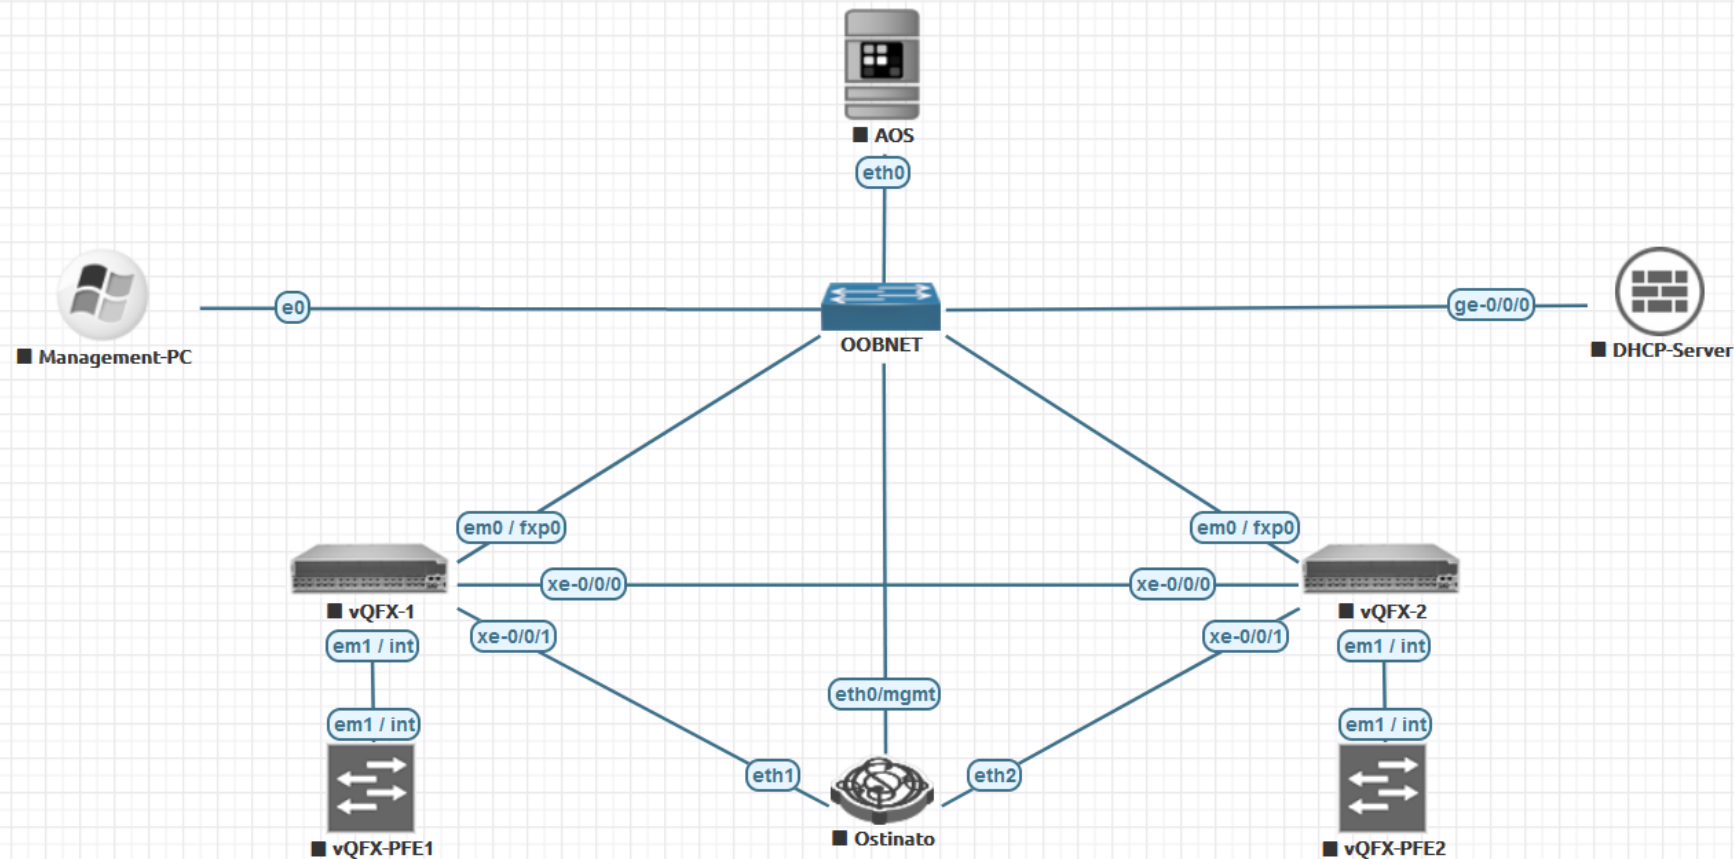 AOS
eth0
e0
ge-0/0/0
OOBNET
Management-PC
DHCP-Server
em0 / fxp0
em0 / fxp0
xe-0/0/0
xe-0/0/0
vQFX-1
vQFX-2
xe-0/0/1
xe-0/0/1
em1 / int
em1 / int
eth0/mgmt
em1 / int
em1 / int
eth1
eth2
Ostinato
vQFX-PFE1
vQFX-PFE2